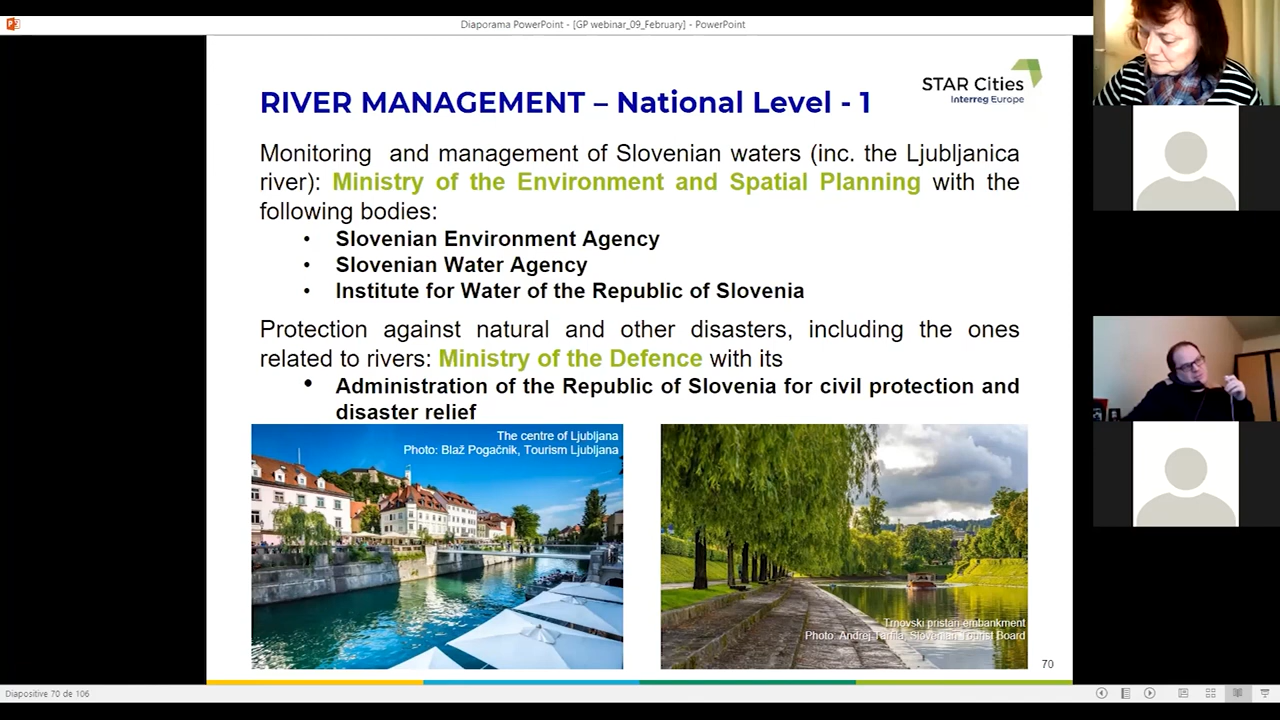 Diaporama PowerPoint - [GP webinar_09_February] - PowerPoint
STAR Cities
Interreg Europe
RIVER MANAGEMENT – National Level - 1
Monitoring and management of Slovenian waters (inc. the Ljubljanica
river): Ministry of the Environment and Spatial Planning with the
following bodies:
• Slovenian Environment Agency
• Slovenian Water Agency
• Institute for Water of the Republic of Slovenia
Protection against natural and other disasters, including the ones
related to rivers: Ministry of the Defence with its
• Administration of the Republic of Slovenia for civil protection and
disaster relief
The centre of Ljubljana
Photo: Blaž Pogačnik, Tourism Ljubljana
Trnovski pristan embankment
Photo: Andrej Tarfila, Slovenian Tourist Board
70
Diapositive 70 de 106